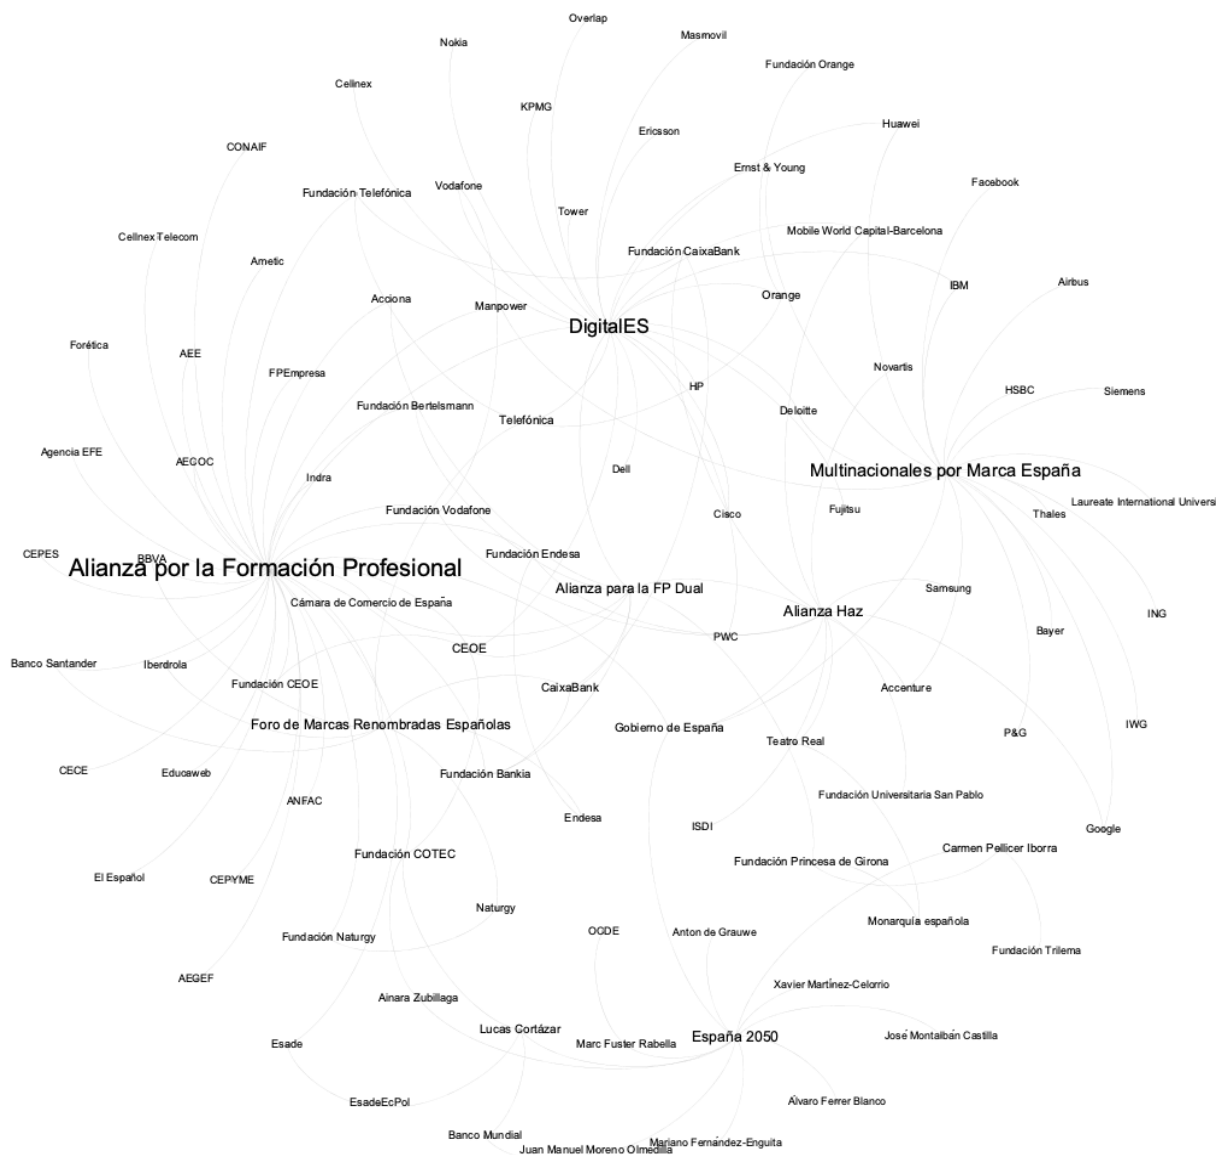 Overlap
Masmovil
Nokia
Fundación Orange
Cellnex
KPMG
Huawei
Ericsson
CONAIF
Ernst & Young
Facebook
Vodafone
Fundación Telefónica
Tower
Mobile World Capital-Barcelona
Cellnex Telecom
Fundación CaixaBank
Ametic
Airbus
IBM
Orange
Acciona
Manpower
DigitalES
Forética
AEE
Novartis
FPEmpresa
HP
HSBC
Siemens
Fundación Bertelsmann
Deloitte
Telefónica
Agencia EFE
AECOC
Dell
Multinacionales por Marca España
Indra
Laureate International Universi
Fundación Vodafone
Fujitsu
Cisco
Thales
CEPES
BBVA
Fundación Endesa
Alianza por la Formación Profesional
Alianza para la FP Dual
Samsung
Cámara de Comercio de España
Alianza Haz
ING
Bayer
PWC
CEOE
Banco Santander
Iberdrola
Fundación CEOE
CaixaBank
Accenture
Foro de Marcas Renombradas Españolas
Gobierno de España
IWG
P&G
Teatro Real
CECE
Educaweb
Fundación Bankia
Fundación Universitaria San Pablo
ANFAC
Endesa
ISDI
Google
Carmen Pellicer Iborra
Fundación COTEC
Fundación Princesa de Girona
El Español
CEPYME
Naturgy
Monarquía española
OCDE
Anton de Grauwe
Fundación Naturgy
Fundación Trilema
AEGEF
Xavier Martínez-Celorrio
Ainara Zubillaga
Lucas Cortázar
España 2050
José Montalbán Castilla
Esade
Marc Fuster Rabella
EsadeEcPol
Álvaro Ferrer Blanco
Banco Mundial
Mariano Fernández-Enguita
Juan Manuel Moreno Olmedilla